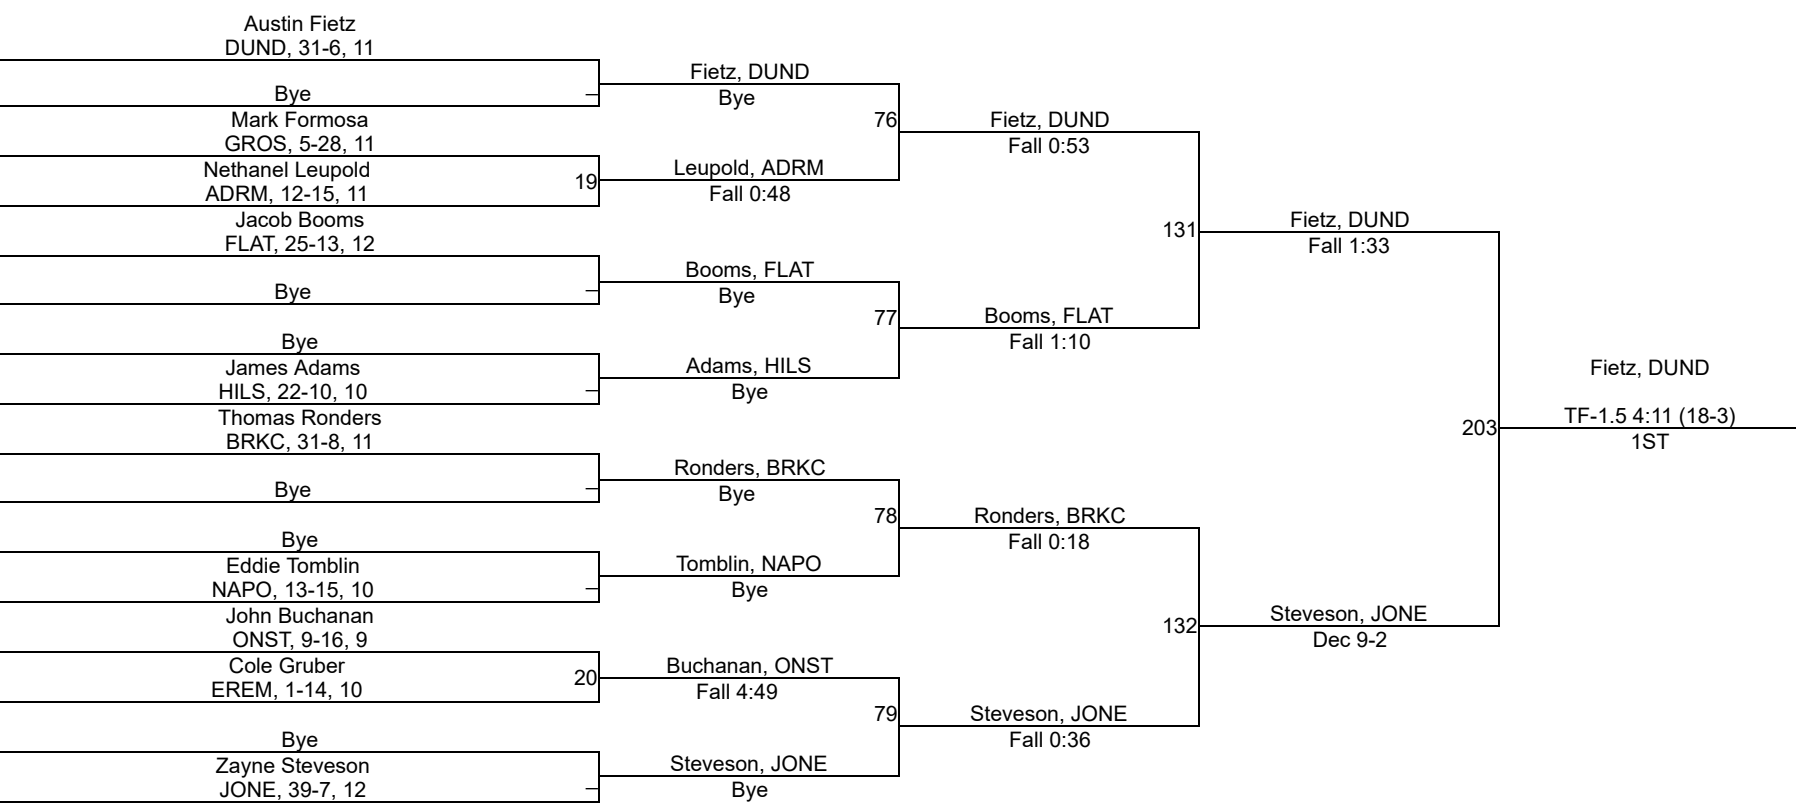 Austin Fietz
DUND, 31-6, 11
Bye
Mark Formosa
GROS, 5-28, 11
Nethanel Leupold
ADRM, 12-15, 11
19
Jacob Booms
FLAT, 25-13, 12
Bye
Bye
James Adams
HILS, 22-10, 10
Thomas Ronders
BRKC, 31-8, 11
Bye
Bye
Eddie Tomblin
NAPO, 13-15, 10
John Buchanan
ONST, 9-16, 9
Cole Gruber
EREM, 1-14, 10
20
Bye
Zayne Steveson
JONE, 39-7, 12
Fietz, DUND
Bye
76
Leupold, ADRM
Fall 0:48
Booms, FLAT
Bye
77
Adams, HILS
Bye
Ronders, BRKC
Bye
78
Tomblin, NAPO
Bye
Buchanan, ONST
Fall 4:49
79
Steveson, JONE
Bye
Fietz, DUND
Fall 0:53
131
Booms, FLAT
Fall 1:10
Ronders, BRKC
Fall 0:18
132
Steveson, JONE
Fall 0:36
Fietz, DUND
Fall 1:33
203
Steveson, JONE
Dec 9-2
Fietz, DUND
TF-1.5 4:11 (18-3)
1ST